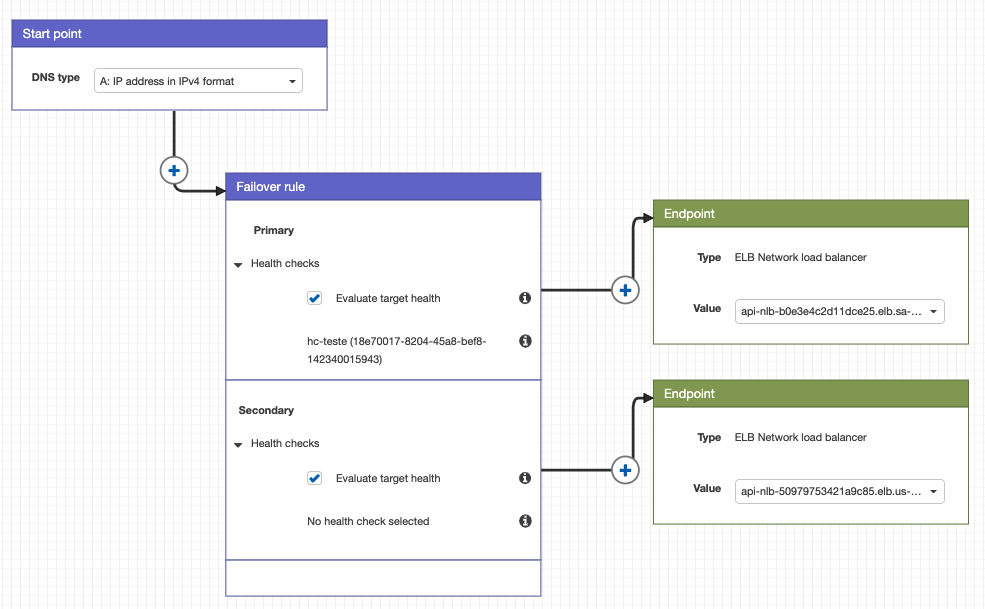 Start point
DNS type A: IP address in IPv4 format
Failover rule
Primary
Health checks
Evaluate target health
hc-teste (18e70017-8204-45a8-bef8-
142340015943)
Secondary
Health checks
Evaluate target health
No health check selected
Endpoint
Type ELB Network load balancer
Value api-nlb-b0e3e4c2d11dce25.elb.sa-...
Endpoint
Type ELB Network load balancer
Value api-nlb-50979753421a9c85.elb.us-...